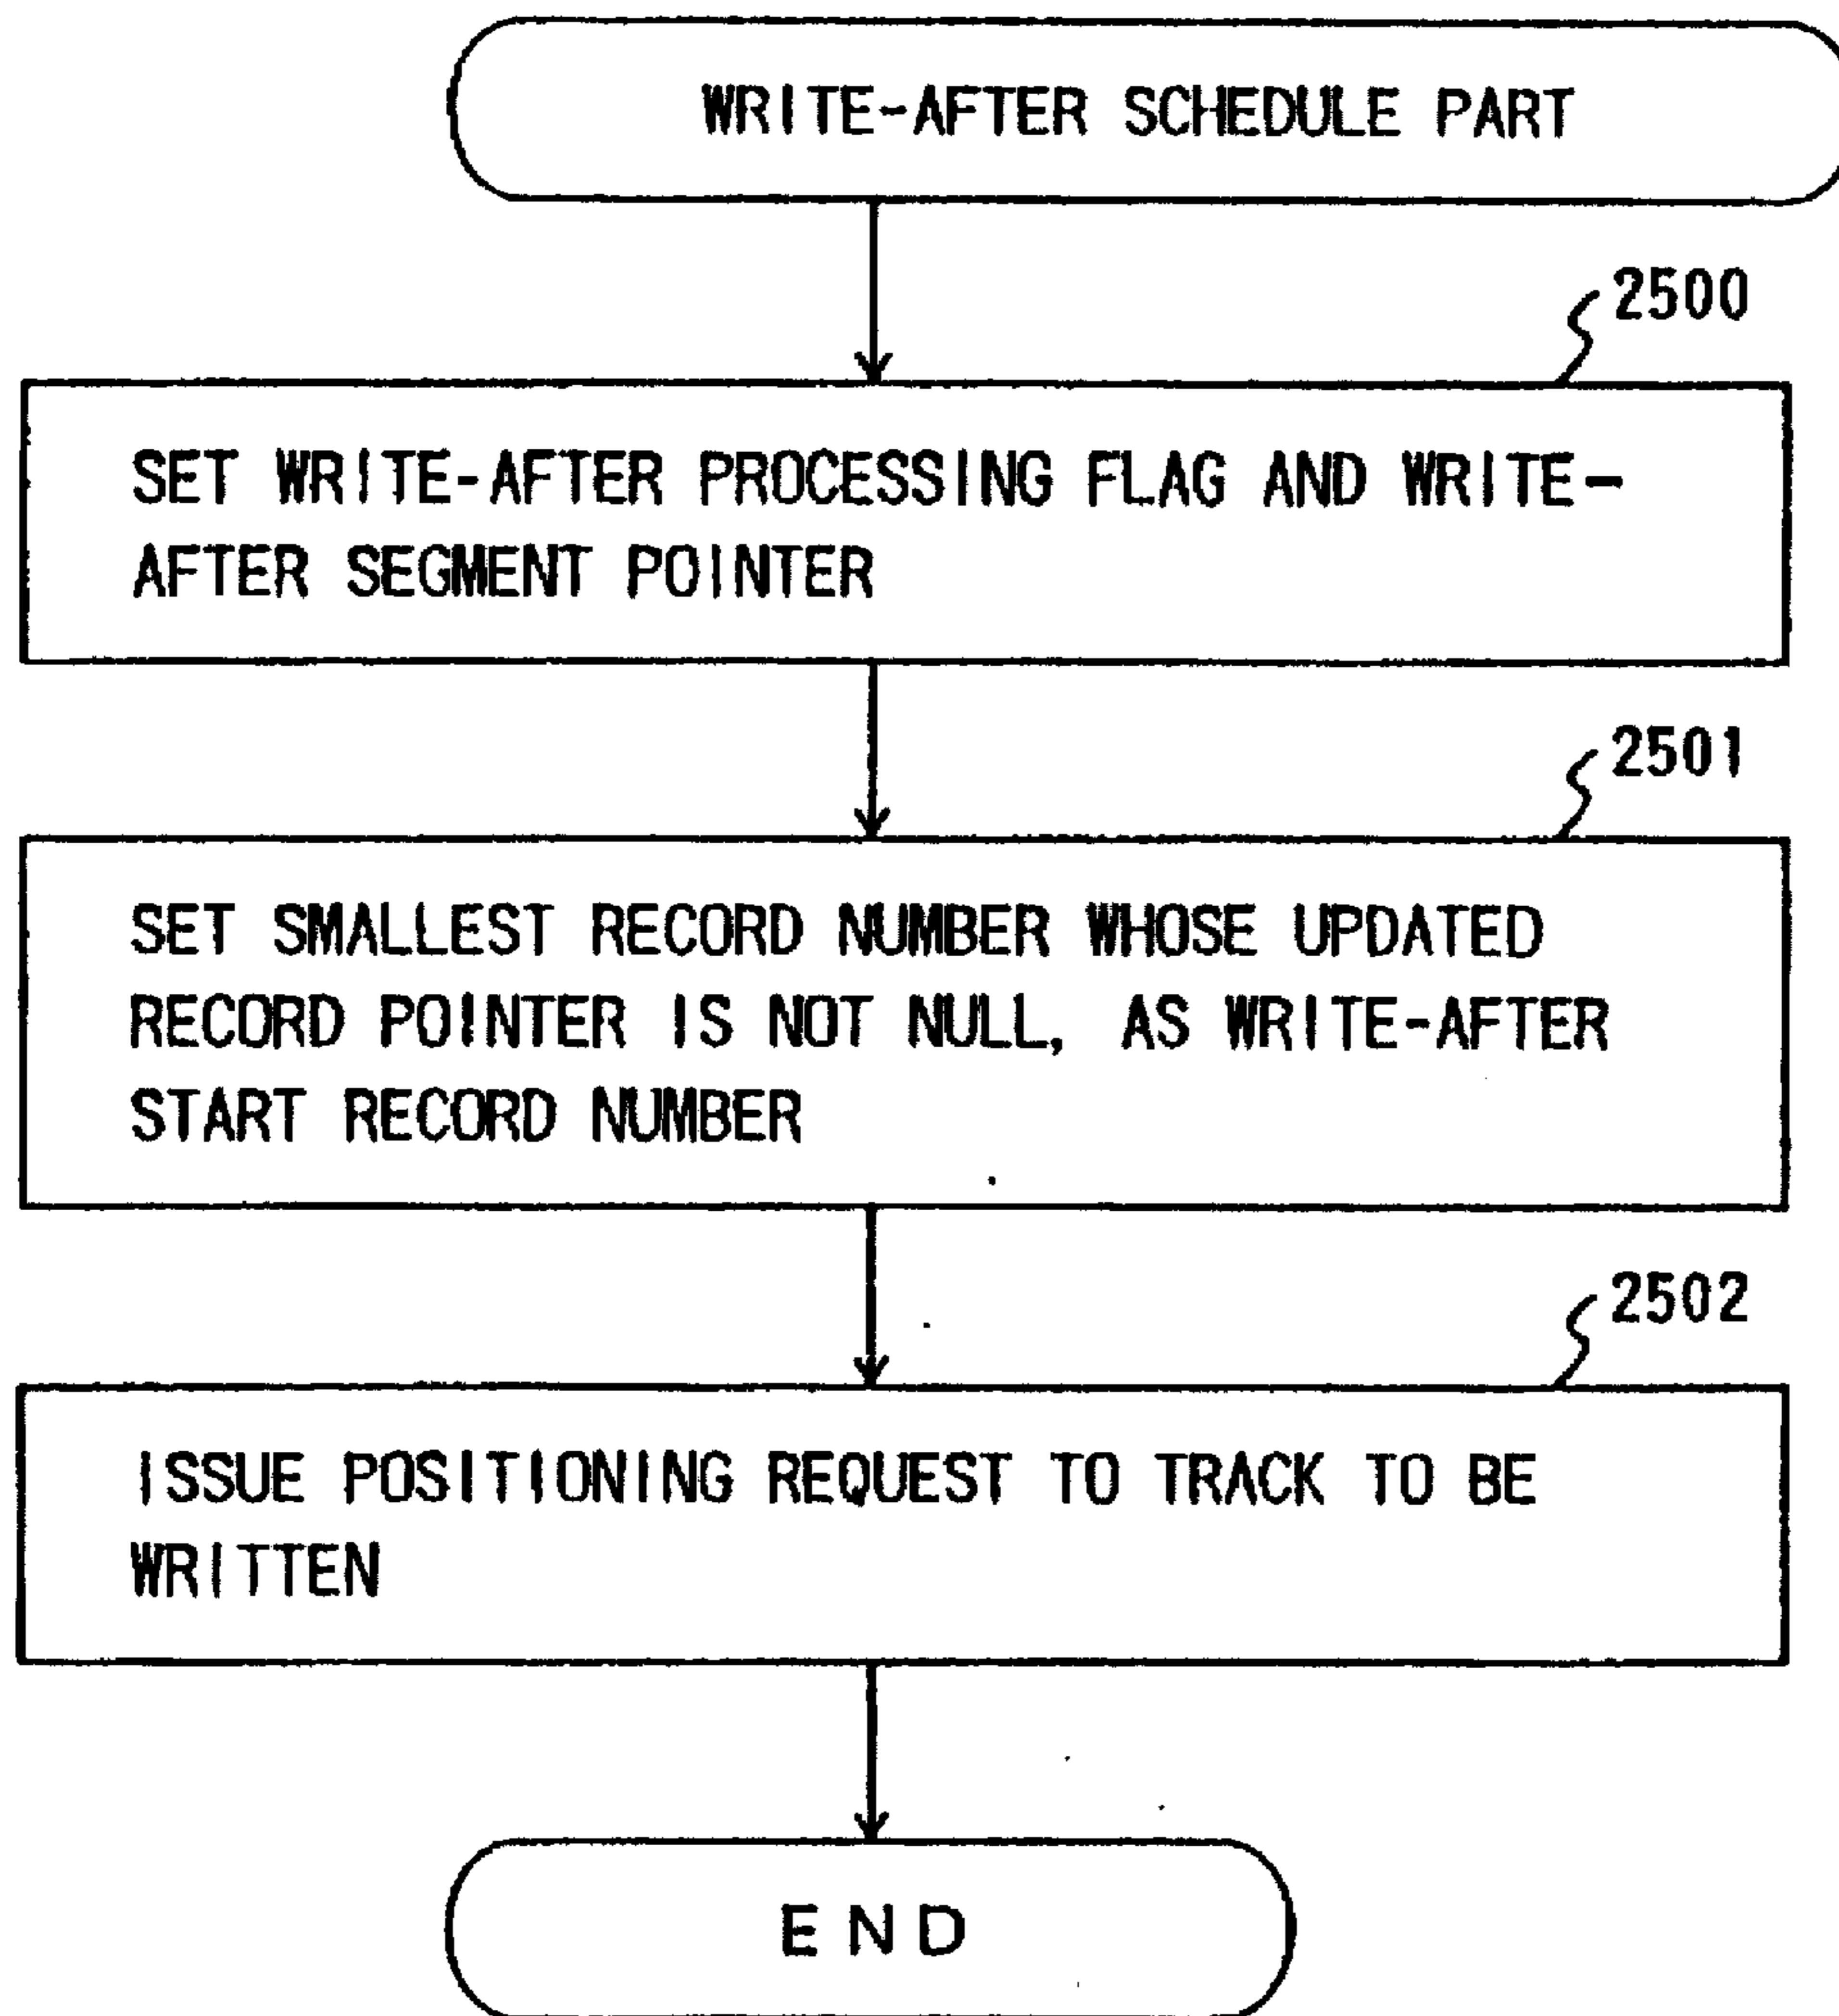 WRITE-AFTER SCHEDULE PART
2500
SET WRITE-AFTER PROCESSING FLAG AND WRITE-
AFTER SEGMENT POINTER
2501
SET SMALLEST RECORD NUMBER WHOSE UPDATED
RECORD POINTER IS NOT NULL, AS WRITE-AFTER
START RECORD NUMBER
2502
ISSUE POSITIONING REQUEST TO TRACK TO BE
WRITTEN
END